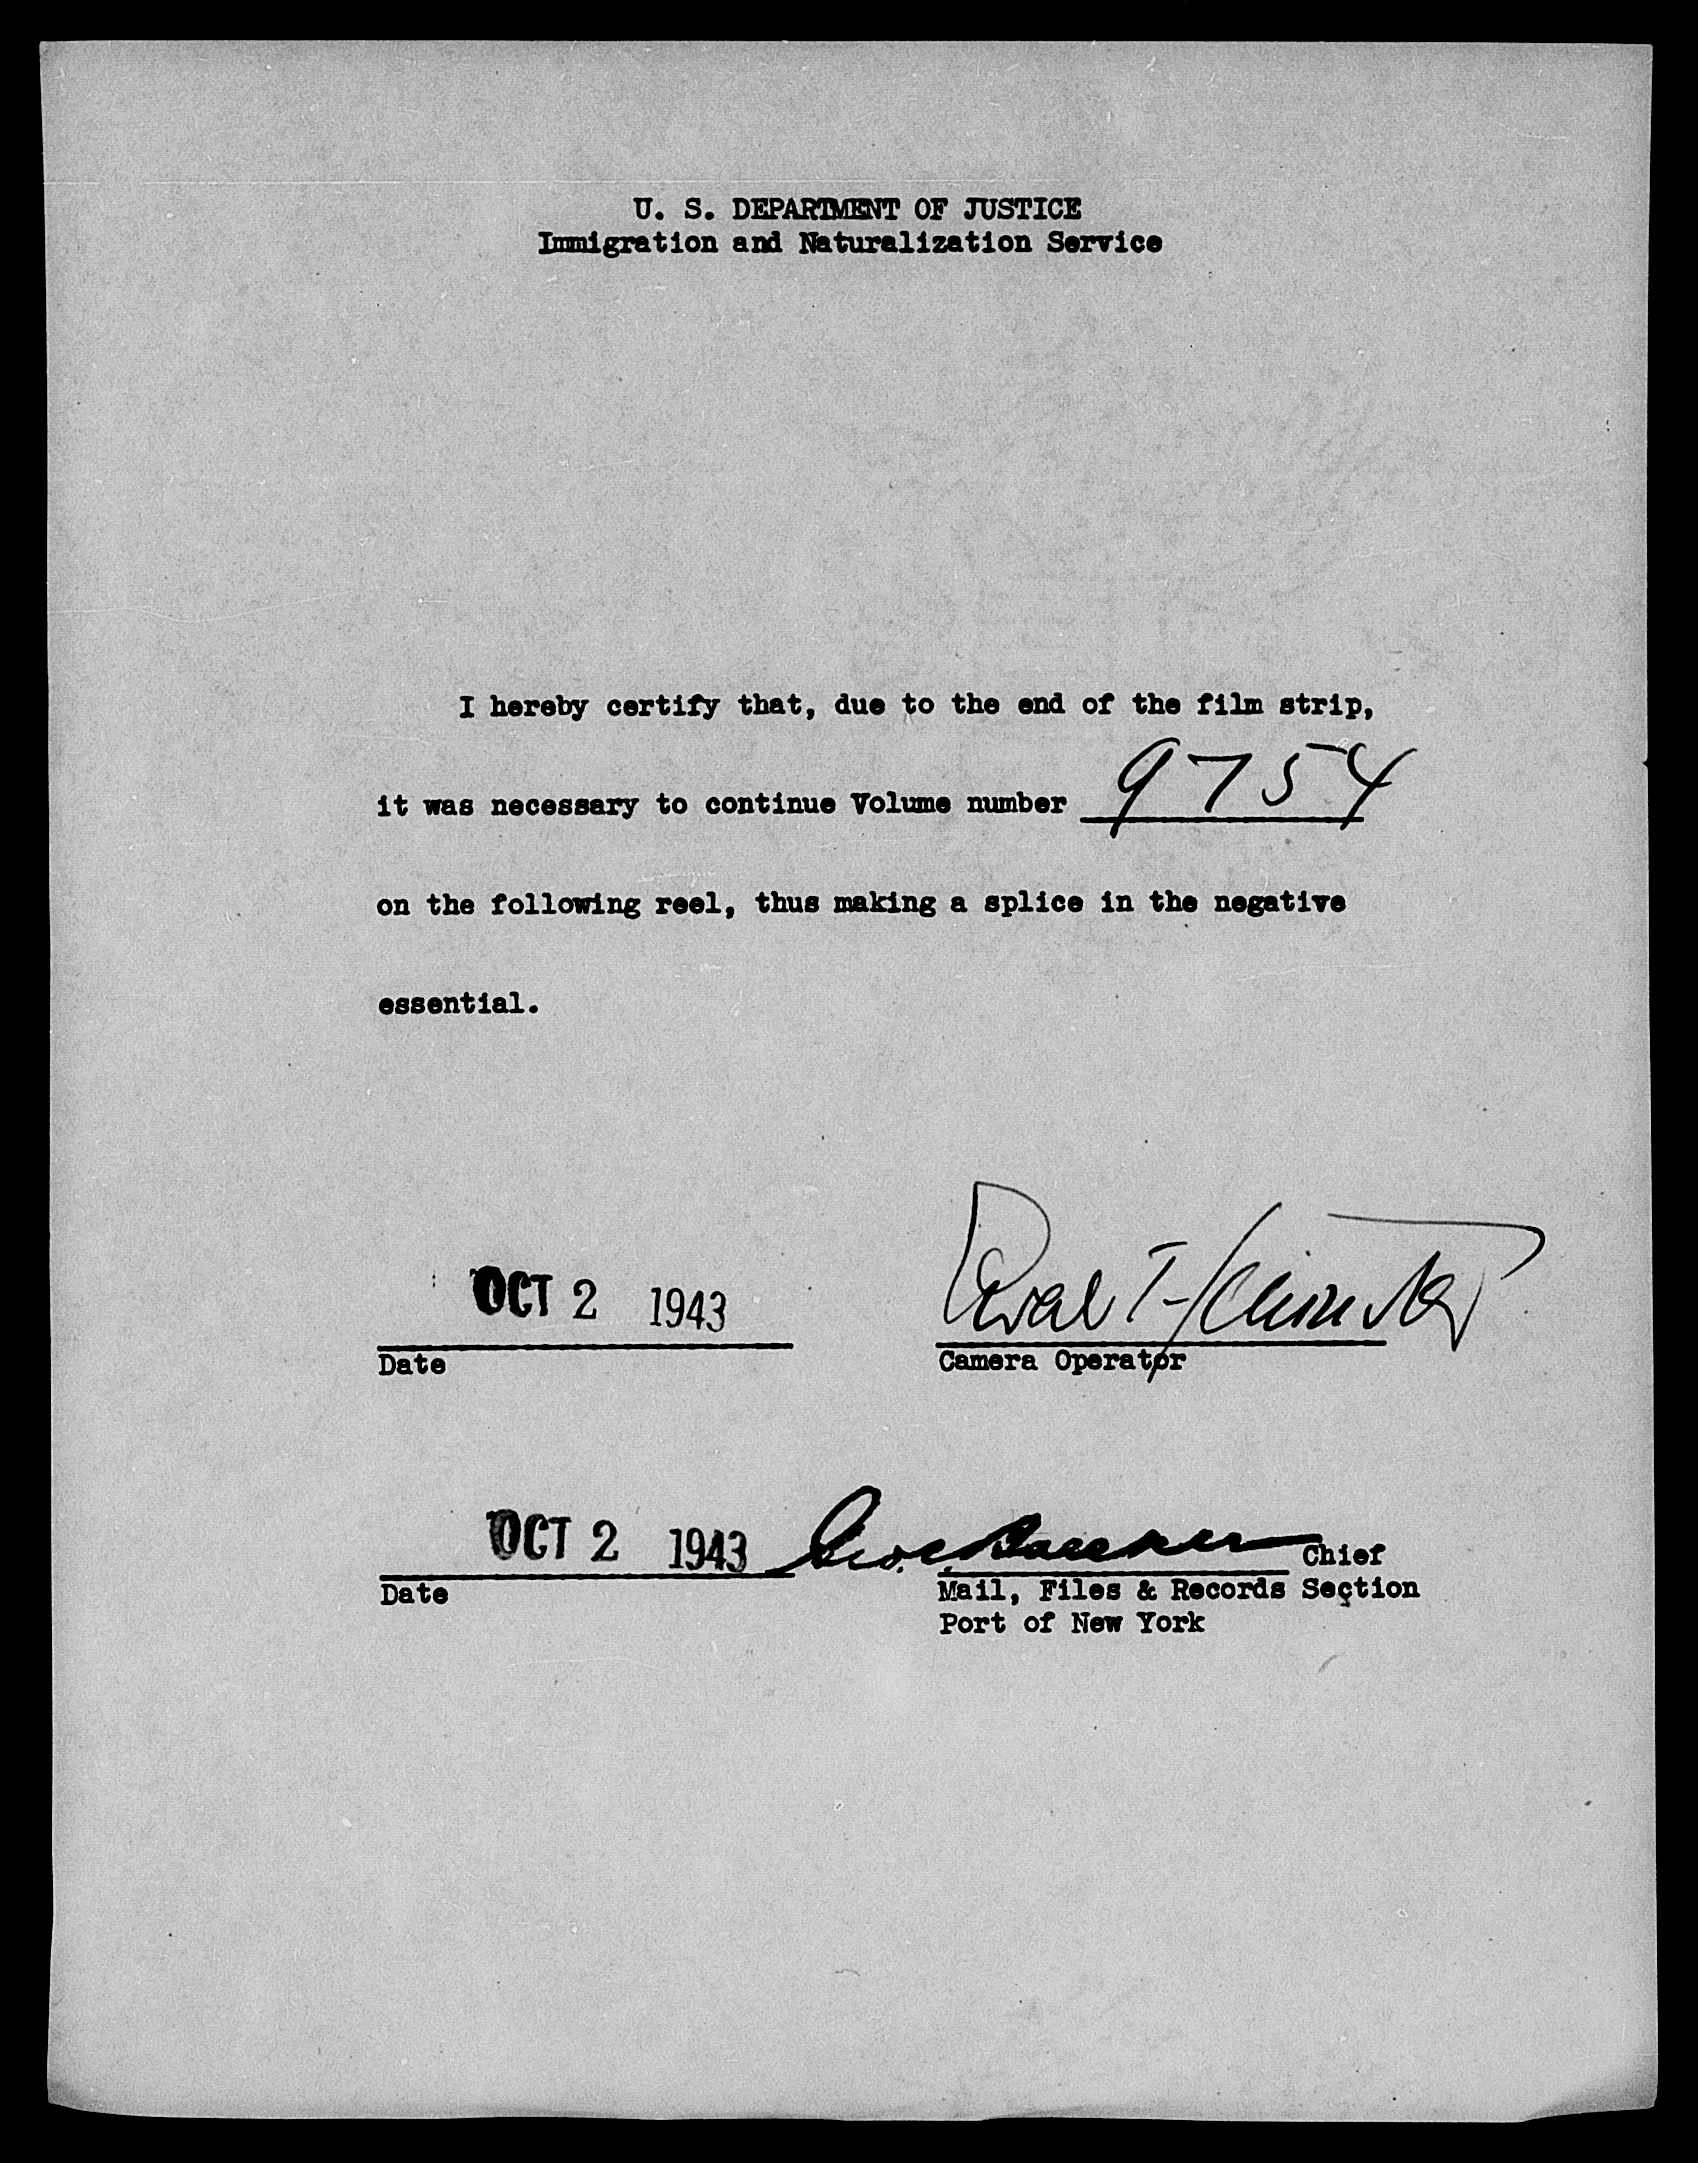 U. S. DEPARTMENT OF JUSTICE
Immigration and Naturalization Service
I hereby certify that, due to the end of the film strip,
it was necessary to continue Volume number 9754
on the following reel, thus making a splice in the negative
essential.
OCT 2 1943
Date
Camera Operator
OCT 2 1943 Geo. Chief
Date
Mail, Files & Records Section
Port of New York